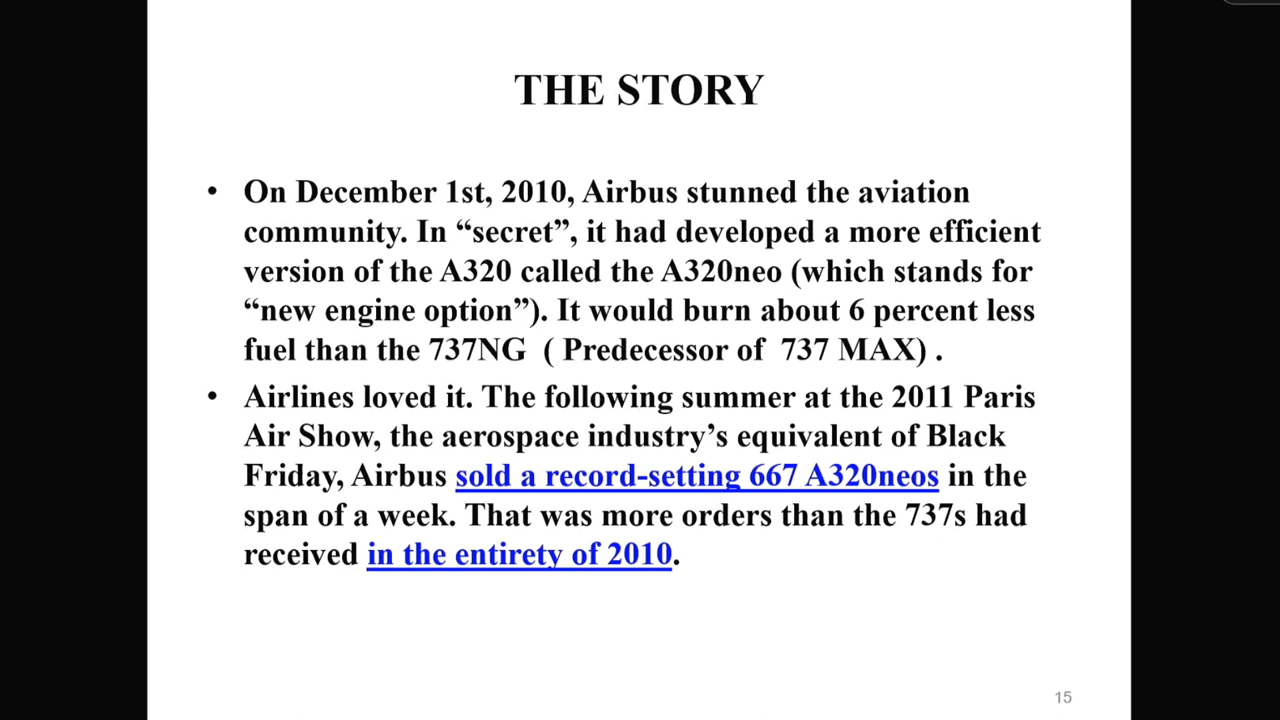 THE STORY
• On December 1st, 2010, Airbus stunned the aviation
community. In “secret”, it had developed a more efficient
version of the A320 called the A320neo (which stands for
“new engine option”). It would burn about 6 percent less
fuel than the 737NG ( Predecessor of 737 MAX) .
• Airlines loved it. The following summer at the 2011 Paris
Air Show, the aerospace industry’s equivalent of Black
Friday, Airbus sold a record-setting 667 A320neos in the
span of a week. That was more orders than the 737s had
received in the entirety of 2010.
15